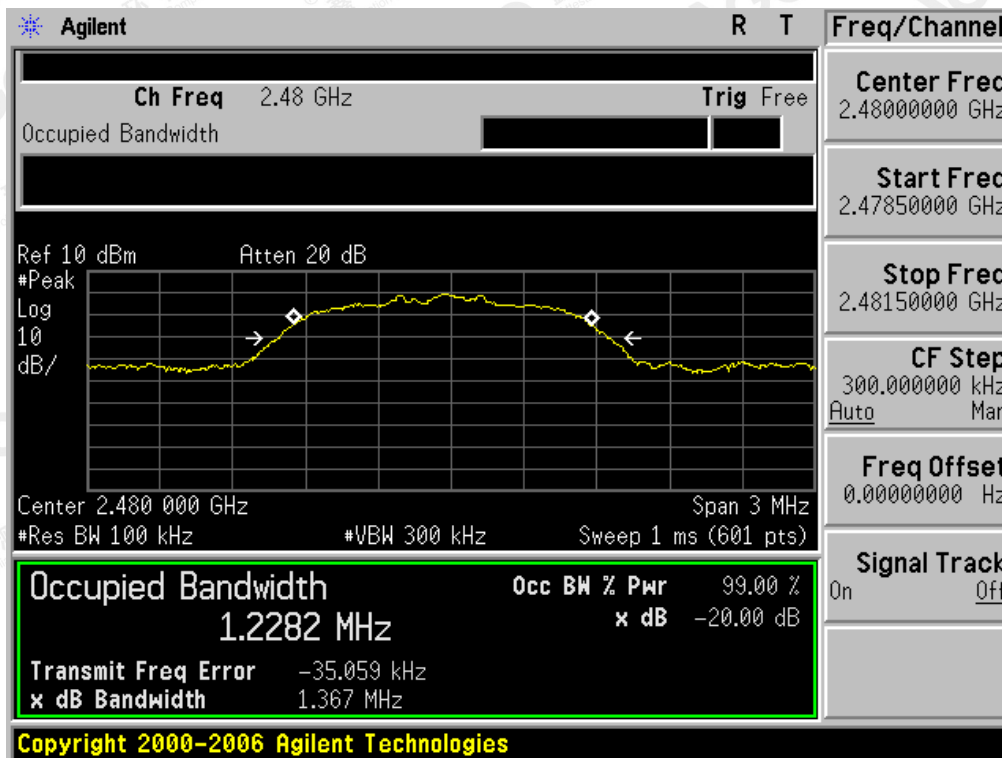 Agilent R T Freq/Channel
Ch Freq 2.48 GHz Trig Free
Occupied Bandwidth
Center Freq
2.48000000 GHz
Start Freq
2.47850000 GHz
Stop Freq
2.48150000 GHz
CF Step
300.000000 kHz
Auto Man
Freq Offset
0.00000000 Hz
Signal Track
On Off
Ref 10 dBm Atten 20 dB
#Peak
Log
10
dB/
Center 2.480 000 GHz Span 3 MHz
#Res BW 100 kHz #VBW 300 kHz Sweep 1 ms (601 pts)
Occupied Bandwidth Occ BW % Pwr 99.00 %
1.2282 MHz x dB -20.00 dB
Transmit Freq Error -35.059 kHz
x dB Bandwidth 1.367 MHz
Copyright 2000-2006 Agilent Technologies